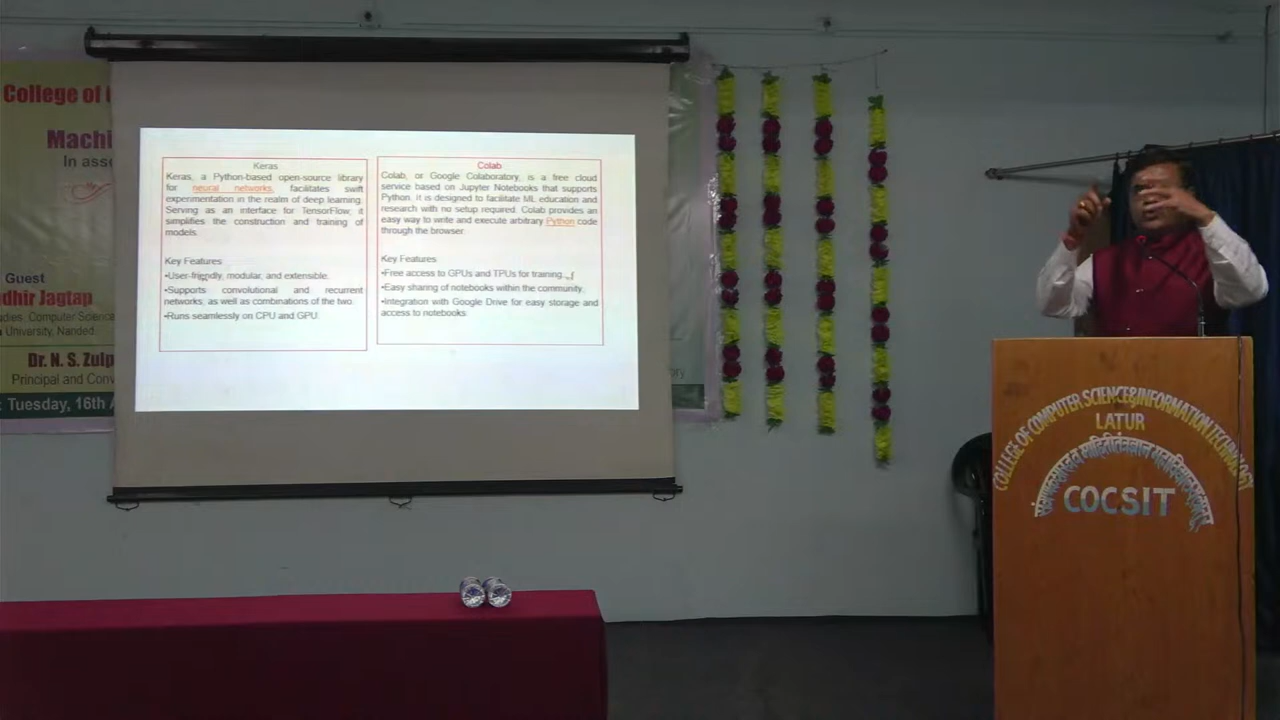 College of
Machi
In asso
Guest
dhir Jagtap
dies, Computer Science
University, Nanded.
Dr. N. S. Zulp
Principal and Conv
: Tuesday, 16th A
Keras
Keras, a Python-based open-source library
for neural networks, facilitates swift
experimentation in the realm of deep learning.
Serving as an interface for TensorFlow, it
simplifies the construction and training of
models.
Key Features
•User-friendly, modular, and extensible.
•Supports convolutional and recurrent
networks, as well as combinations of the two.
•Runs seamlessly on CPU and GPU.
Colab
Colab, or Google Colaboratory, is a free cloud
service based on Jupyter Notebooks that supports
Python. It is designed to facilitate ML education and
research with no setup required. Colab provides an
easy way to write and execute arbitrary Python code
through the browser.
Key Features
•Free access to GPUs and TPUs for training.
•Easy sharing of notebooks within the community.
•Integration with Google Drive for easy storage and
access to notebooks.
ory
COLLEGE OF COMPUTER SCIENCE & INFORMATION TECHNOLOGY
LATUR
COCSIT